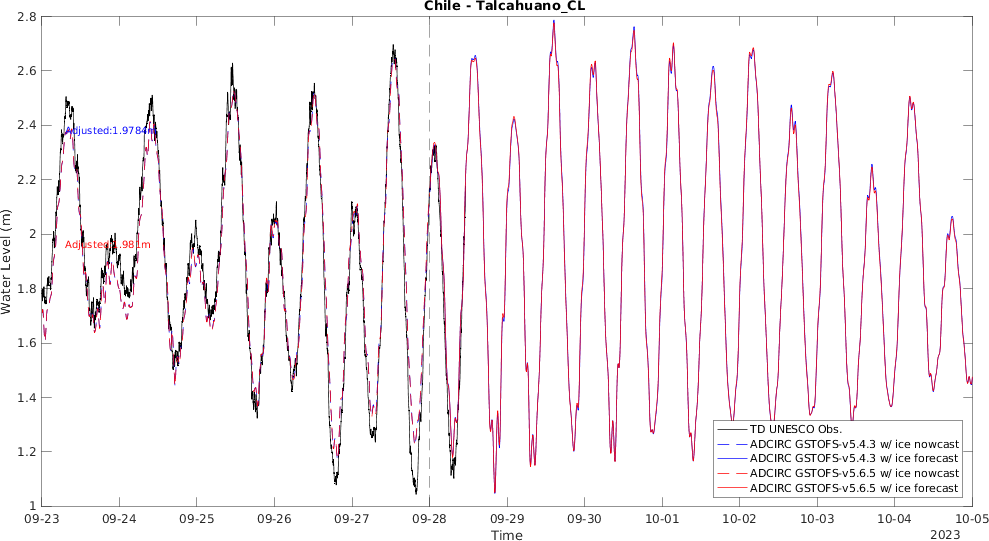 Chile - Talcahuano_CL
Water Level (m)
2.8
2.6
2.4
2.2
2
1.8
1.6
1.4
1.2
1
Adjusted:1.9784m
Adjusted:1.981m
TD UNESCO Obs.
ADCIRC GSTOFS-v5.4.3 w/ ice nowcast
ADCIRC GSTOFS-v5.4.3 w/ ice forecast
ADCIRC GSTOFS-v5.6.5 w/ ice nowcast
ADCIRC GSTOFS-v5.6.5 w/ ice forecast
09-23 09-24 09-25 09-26 09-27 09-28 09-29 09-30 10-01 10-02 10-03 10-04 10-05
Time
2023